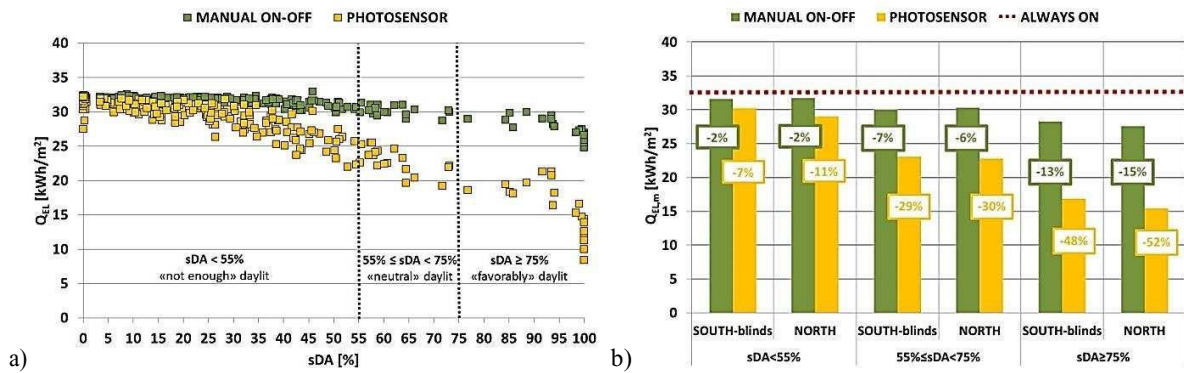 MANUAL ON-OFF PHOTOSENSOR
Q_EL [kWh/m²]
40
35
30
25
20
15
10
5
0
sDA < 55%
«not enough» daylit
55% ≤ sDA < 75%
«neutral» daylit
sDA ≥ 75%
«favorably» daylit
0 5 10 15 20 25 30 35 40 45 50 55 60 65 70 75 80 85 90 95 100
sDA [%]
a)
MANUAL ON-OFF PHOTOSENSOR ALWAYS ON
Q_EL,m [kWh/m²]
40
35
30
25
20
15
10
5
0
-2% -2% -7% -6% -13% -15%
-7% -11% -29% -30% -48% -52%
SOUTH-blinds NORTH SOUTH-blinds NORTH SOUTH-blinds NORTH
sDA<55% 55%≤sDA<75% sDA≥75%
b)